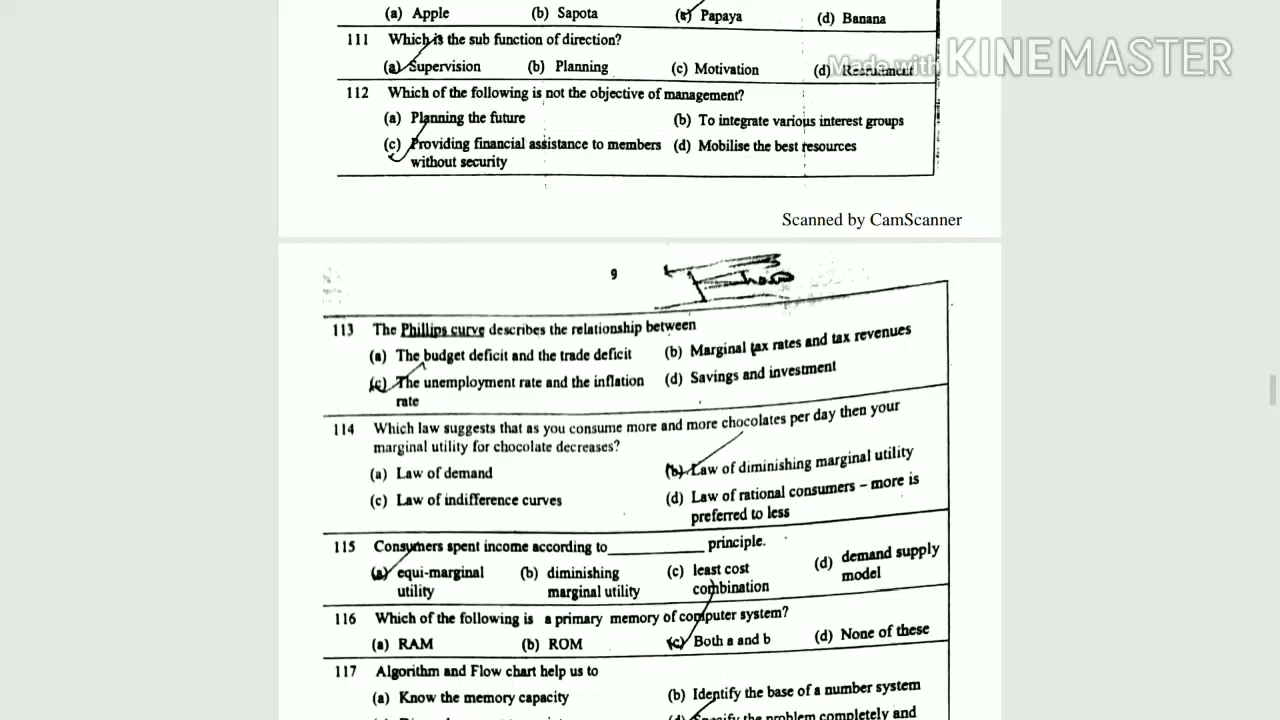 (a) Apple (b) Sapota (c) Papaya (d) Banana
111 Which is the sub function of direction?
(a) Supervision (b) Planning (c) Motivation (d) Recruitment
Made with KINEMASTER
112 Which of the following is not the objective of management?
(a) Planning the future (b) To integrate various interest groups
(c) Providing financial assistance to members (d) Mobilise the best resources
without security
Scanned by CamScanner
9
113 The Phillips curve describes the relationship between
(a) The budget deficit and the trade deficit (b) Marginal tax rates and tax revenues
(c) The unemployment rate and the inflation (d) Savings and investment
rate
114 Which law suggests that as you consume more and more chocolates per day then your
marginal utility for chocolate decreases?
(a) Law of demand (b) Law of diminishing marginal utility
(c) Law of indifference curves (d) Law of rational consumers – more is
preferred to less
115 Consumers spent income according to____________ principle.
(a) equi-marginal (b) diminishing (c) least cost (d) demand supply
utility marginal utility combination model
116 Which of the following is a primary memory of computer system?
(a) RAM (b) ROM (c) Both a and b (d) None of these
117 Algorithm and Flow chart help us to
(a) Know the memory capacity (b) Identify the base of a number system
(d) Specify the problem completely and